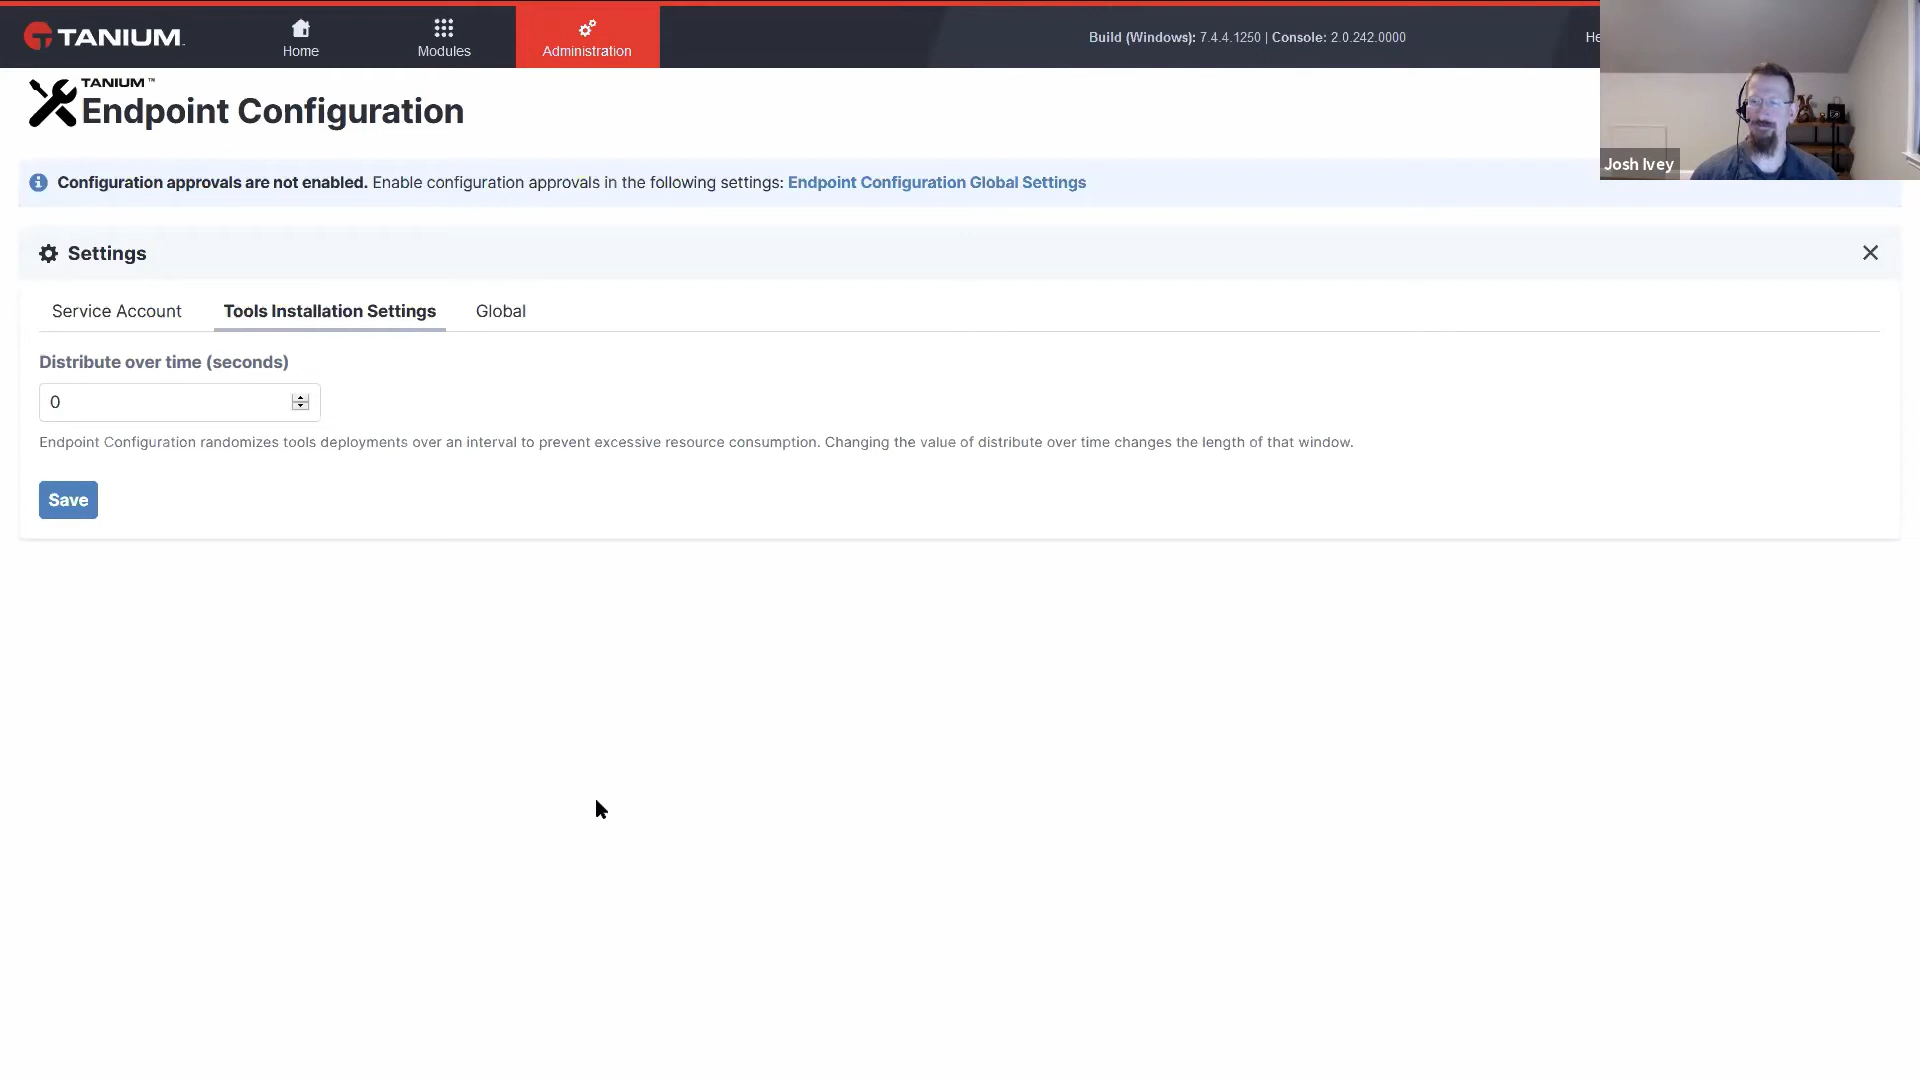 TANIUM
Home
Modules
Administration
Build (Windows): 7.4.4.1250 | Console: 2.0.242.0000
He
TANIUM™
Endpoint Configuration
Configuration approvals are not enabled. Enable configuration approvals in the following settings: Endpoint Configuration Global Settings
Josh Ivey
Settings
Service Account
Tools Installation Settings
Global
Distribute over time (seconds)
0
Endpoint Configuration randomizes tools deployments over an interval to prevent excessive resource consumption. Changing the value of distribute over time changes the length of that window.
Save